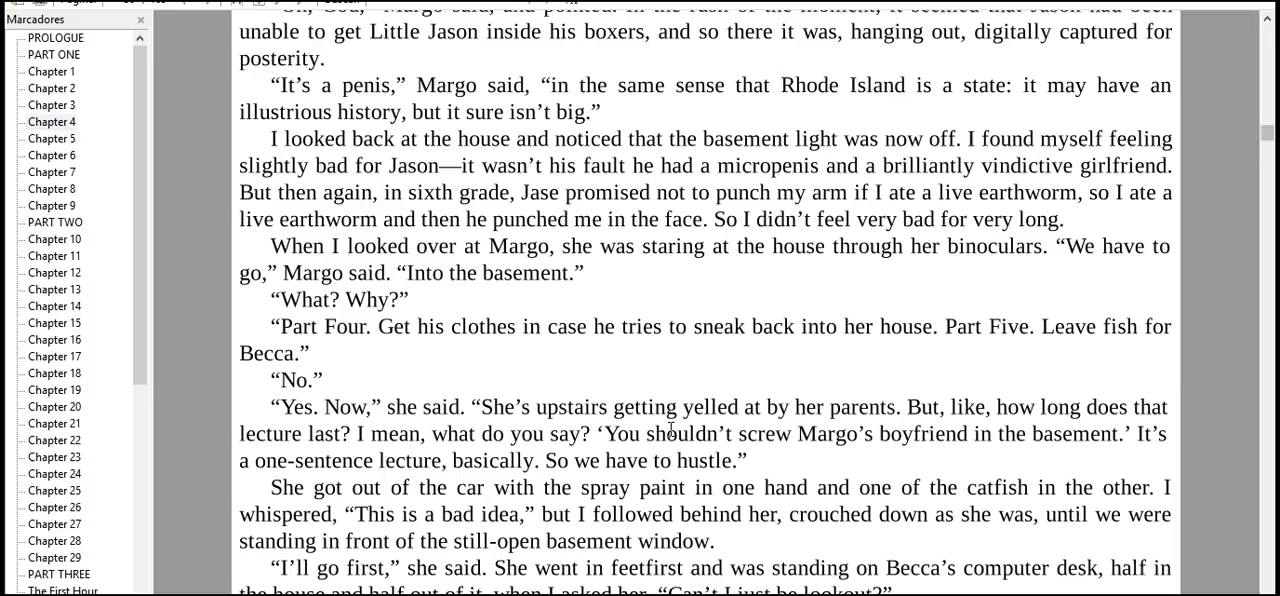 Marcadores
PROLOGUE
PART ONE
Chapter 1
Chapter 2
Chapter 3
Chapter 4
Chapter 5
Chapter 6
Chapter 7
Chapter 8
Chapter 9
PART TWO
Chapter 10
Chapter 11
Chapter 12
Chapter 13
Chapter 14
Chapter 15
Chapter 16
Chapter 17
Chapter 18
Chapter 19
Chapter 20
Chapter 21
Chapter 22
Chapter 23
Chapter 24
Chapter 25
Chapter 26
Chapter 27
Chapter 28
Chapter 29
PART THREE
The First Hour
unable to get Little Jason inside his boxers, and so there it was, hanging out, digitally captured for
posterity.
“It’s a penis,” Margo said, “in the same sense that Rhode Island is a state: it may have an
illustrious history, but it sure isn’t big.”
I looked back at the house and noticed that the basement light was now off. I found myself feeling
slightly bad for Jason—it wasn’t his fault he had a micropenis and a brilliantly vindictive girlfriend.
But then again, in sixth grade, Jase promised not to punch my arm if I ate a live earthworm, so I ate a
live earthworm and then he punched me in the face. So I didn’t feel very bad for very long.
When I looked over at Margo, she was staring at the house through her binoculars. “We have to
go,” Margo said. “Into the basement.”
“What? Why?”
“Part Four. Get his clothes in case he tries to sneak back into her house. Part Five. Leave fish for
Becca.”
“No.”
“Yes. Now,” she said. “She’s upstairs getting yelled at by her parents. But, like, how long does that
lecture last? I mean, what do you say? ‘You shouldn’t screw Margo’s boyfriend in the basement.’ It’s
a one-sentence lecture, basically. So we have to hustle.”
She got out of the car with the spray paint in one hand and one of the catfish in the other. I
whispered, “This is a bad idea,” but I followed behind her, crouched down as she was, until we were
standing in front of the still-open basement window.
“I’ll go first,” she said. She went in feetfirst and was standing on Becca’s computer desk, half in
the house and half out of it, when I asked her, “Can’t I just be lookout?”